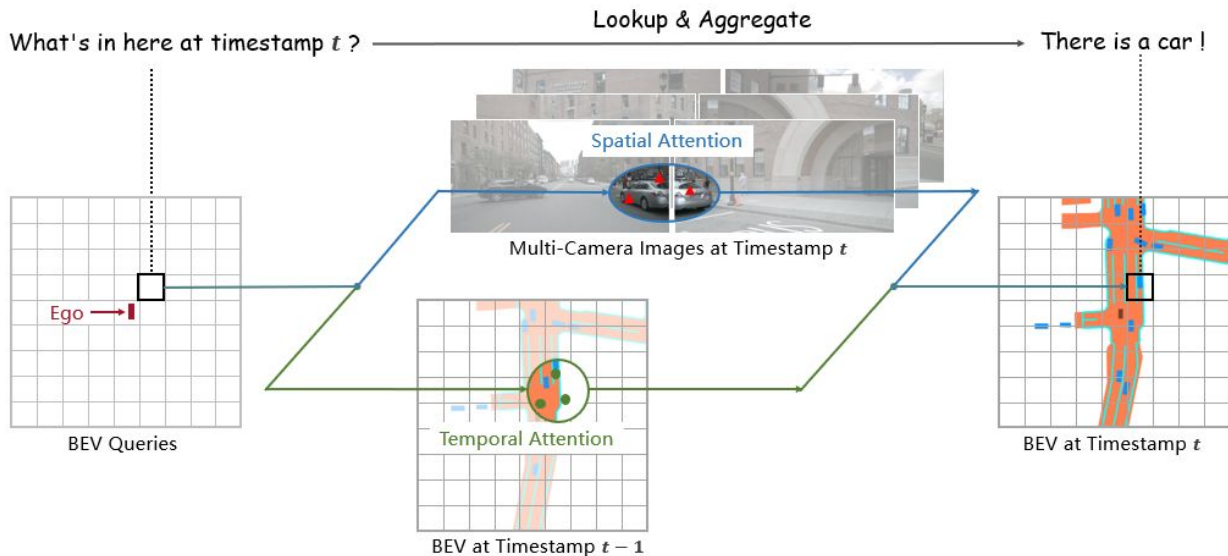 Lookup & Aggregate
What's in here at timestamp t ?
There is a car !
Spatial Attention
Multi-Camera Images at Timestamp t
Ego
BEV Queries
Temporal Attention
BEV at Timestamp t
BEV at Timestamp t − 1